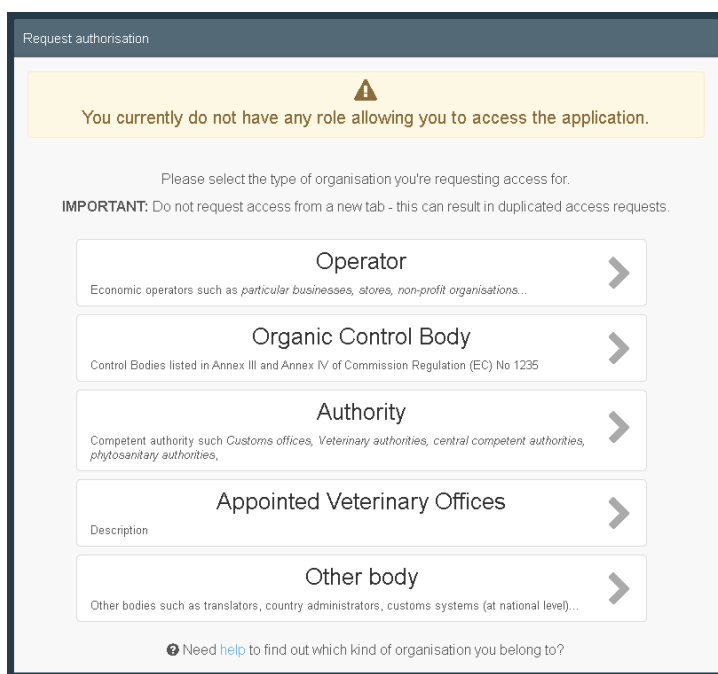 Request authorisation
You currently do not have any role allowing you to access the application.
Please select the type of organisation you're requesting access for.
IMPORTANT: Do not request access from a new tab - this can result in duplicated access requests.
Operator
Economic operators such as particular businesses, stores, non-profit organisations...
Organic Control Body
Control Bodies listed in Annex III and Annex IV of Commission Regulation (EC) No 1235
Authority
Competent authority such Customs offices, Veterinary authorities, central competent authorities,
phytosanitary authorities,
Appointed Veterinary Offices
Description
Other body
Other bodies such as translators, country administrators, customs systems (at national level)...
Need help to find out which kind of organisation you belong to?